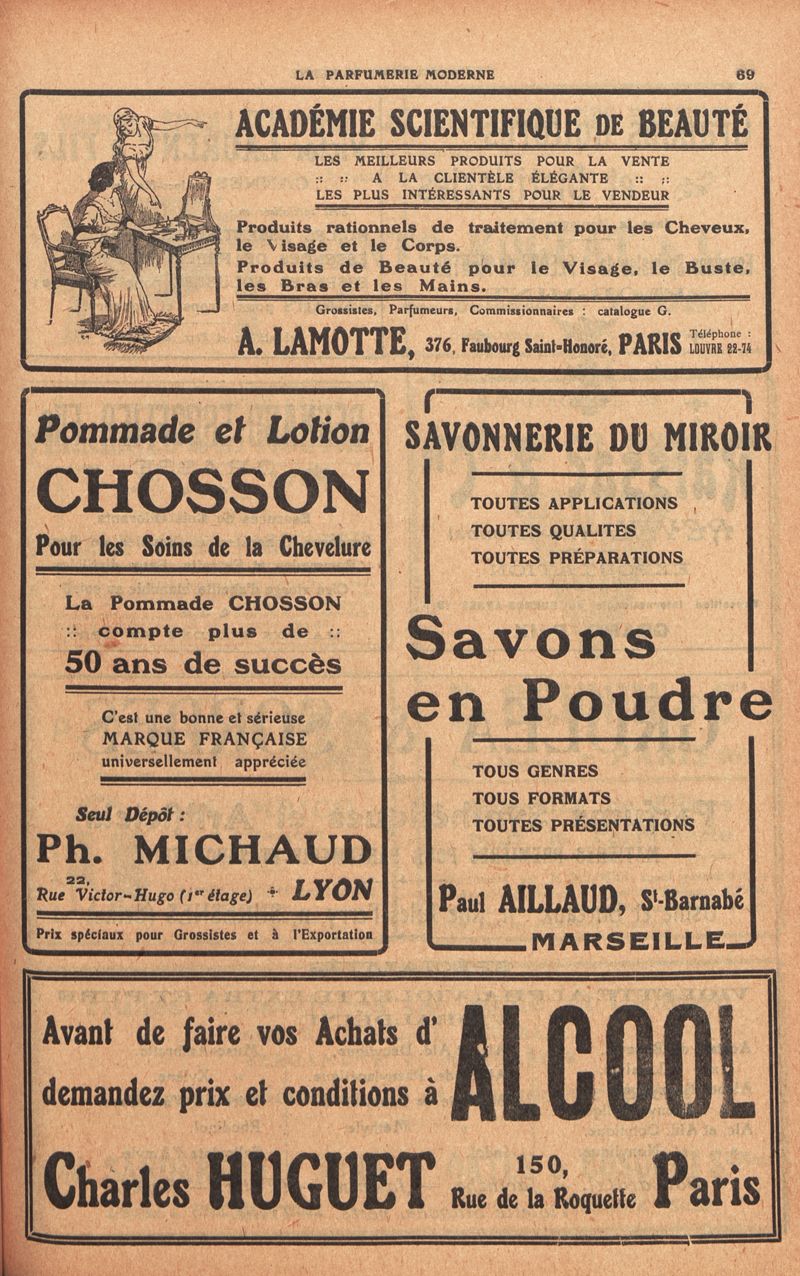 LA PARFUMERIE MODERNE 69
ACADÉMIE SCIENTIFIQUE DE BEAUTÉ
LES MEILLEURS PRODUITS POUR LA VENTE
:: :: A LA CLIENTÈLE ÉLÉGANTE :: ::
LES PLUS INTÉRESSANTS POUR LE VENDEUR
Produits rationnels de traitement pour les Cheveux,
le Visage et le Corps.
Produits de Beauté pour le Visage, le Buste,
les Bras et les Mains.
Grossistes, Parfumeurs, Commissionnaires : catalogue G.
A. LAMOTTE, 376, Faubourg Saint-Honoré, PARIS Téléphone : LOUVRE 22-74
Pommade et Lotion
CHOSSON
Pour les Soins de la Chevelure
La Pommade CHOSSON
:: compte plus de ::
50 ans de succès
C'est une bonne et sérieuse
MARQUE FRANÇAISE
universellement appréciée
Seul Dépôt :
Ph. MICHAUD
22, Rue Victor-Hugo (1er étage) + LYON
Prix spéciaux pour Grossistes et à l'Exportation
SAVONNERIE DU MIROIR
TOUTES APPLICATIONS
TOUTES QUALITES
TOUTES PRÉPARATIONS
Savons
en Poudre
TOUS GENRES
TOUS FORMATS
TOUTES PRÉSENTATIONS
Paul AILLAUD, St-Barnabé
MARSEILLE
Avant de faire vos Achats d' ALCOOL
demandez prix et conditions à
Charles HUGUET 150, Rue de la Roquette Paris